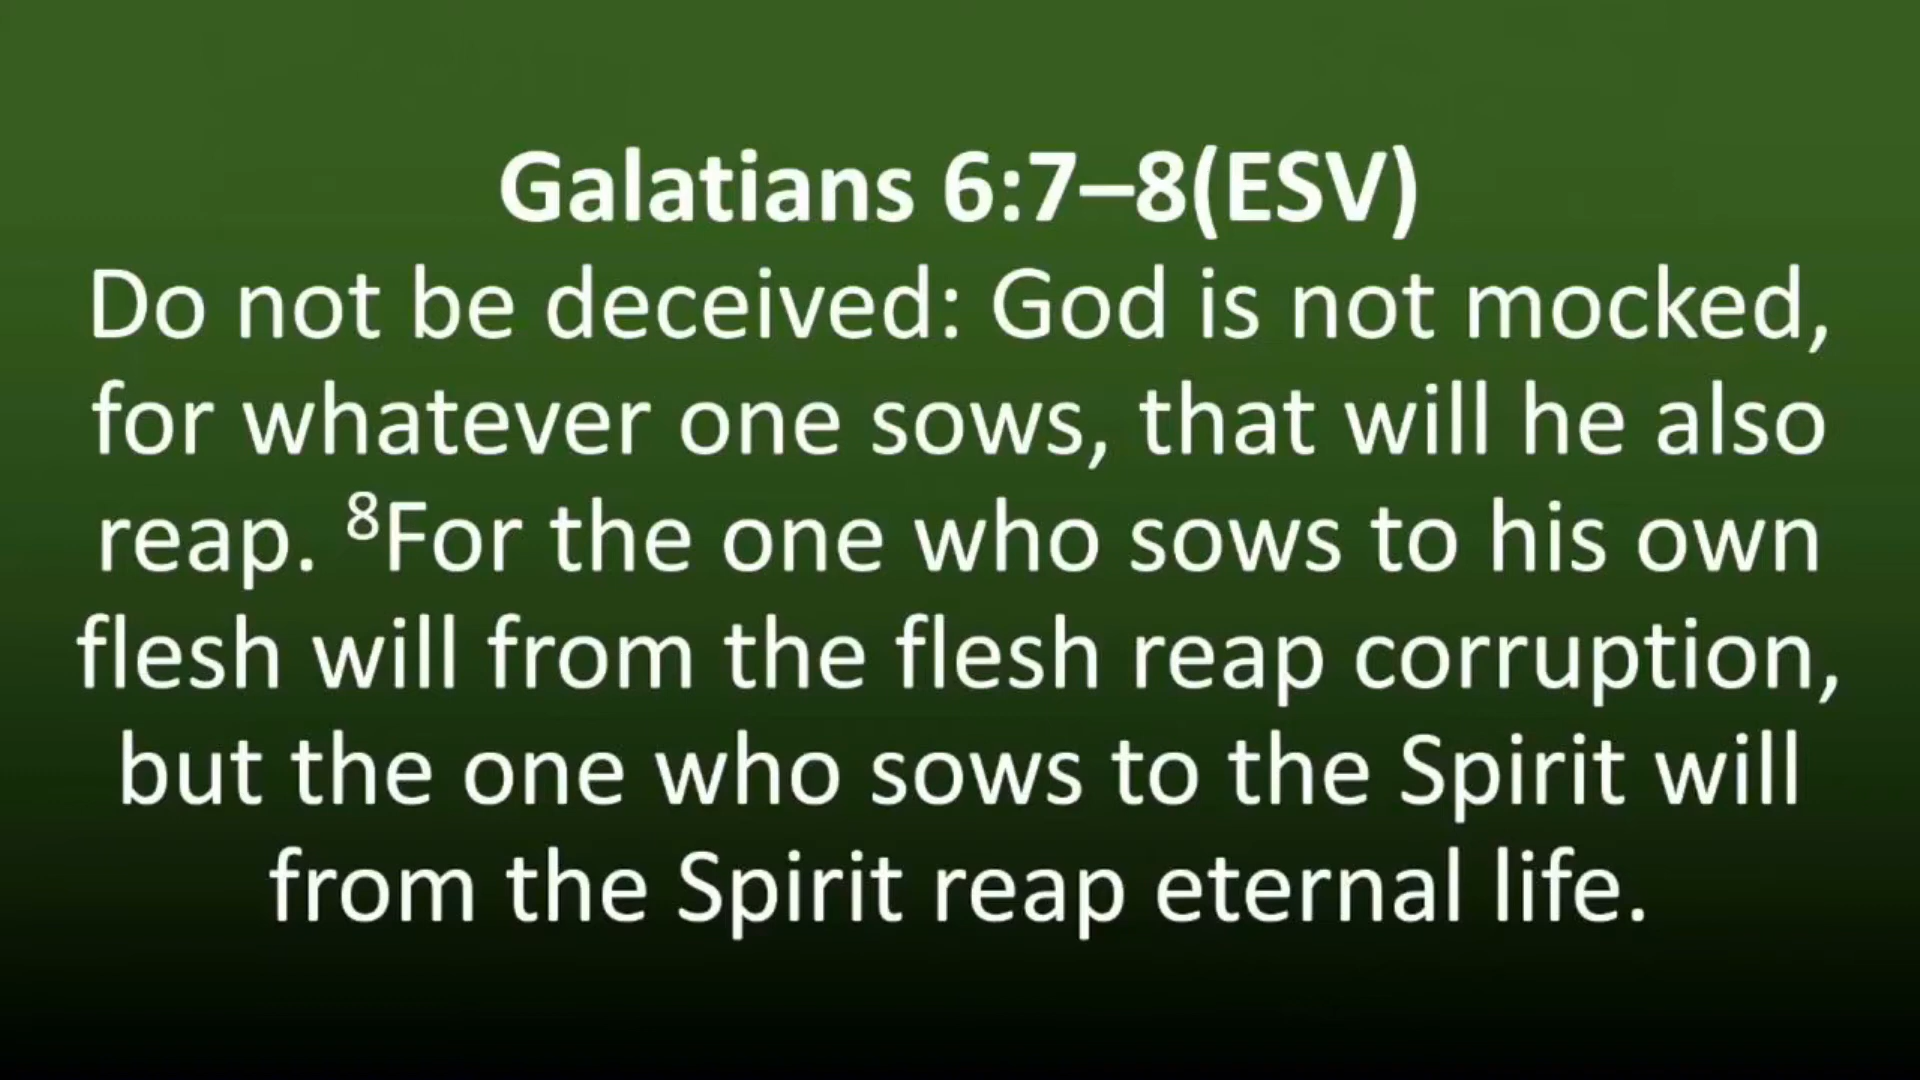 Galatians 6:7–8(ESV)
Do not be deceived: God is not mocked,
for whatever one sows, that will he also
reap. ⁸For the one who sows to his own
flesh will from the flesh reap corruption,
but the one who sows to the Spirit will
from the Spirit reap eternal life.